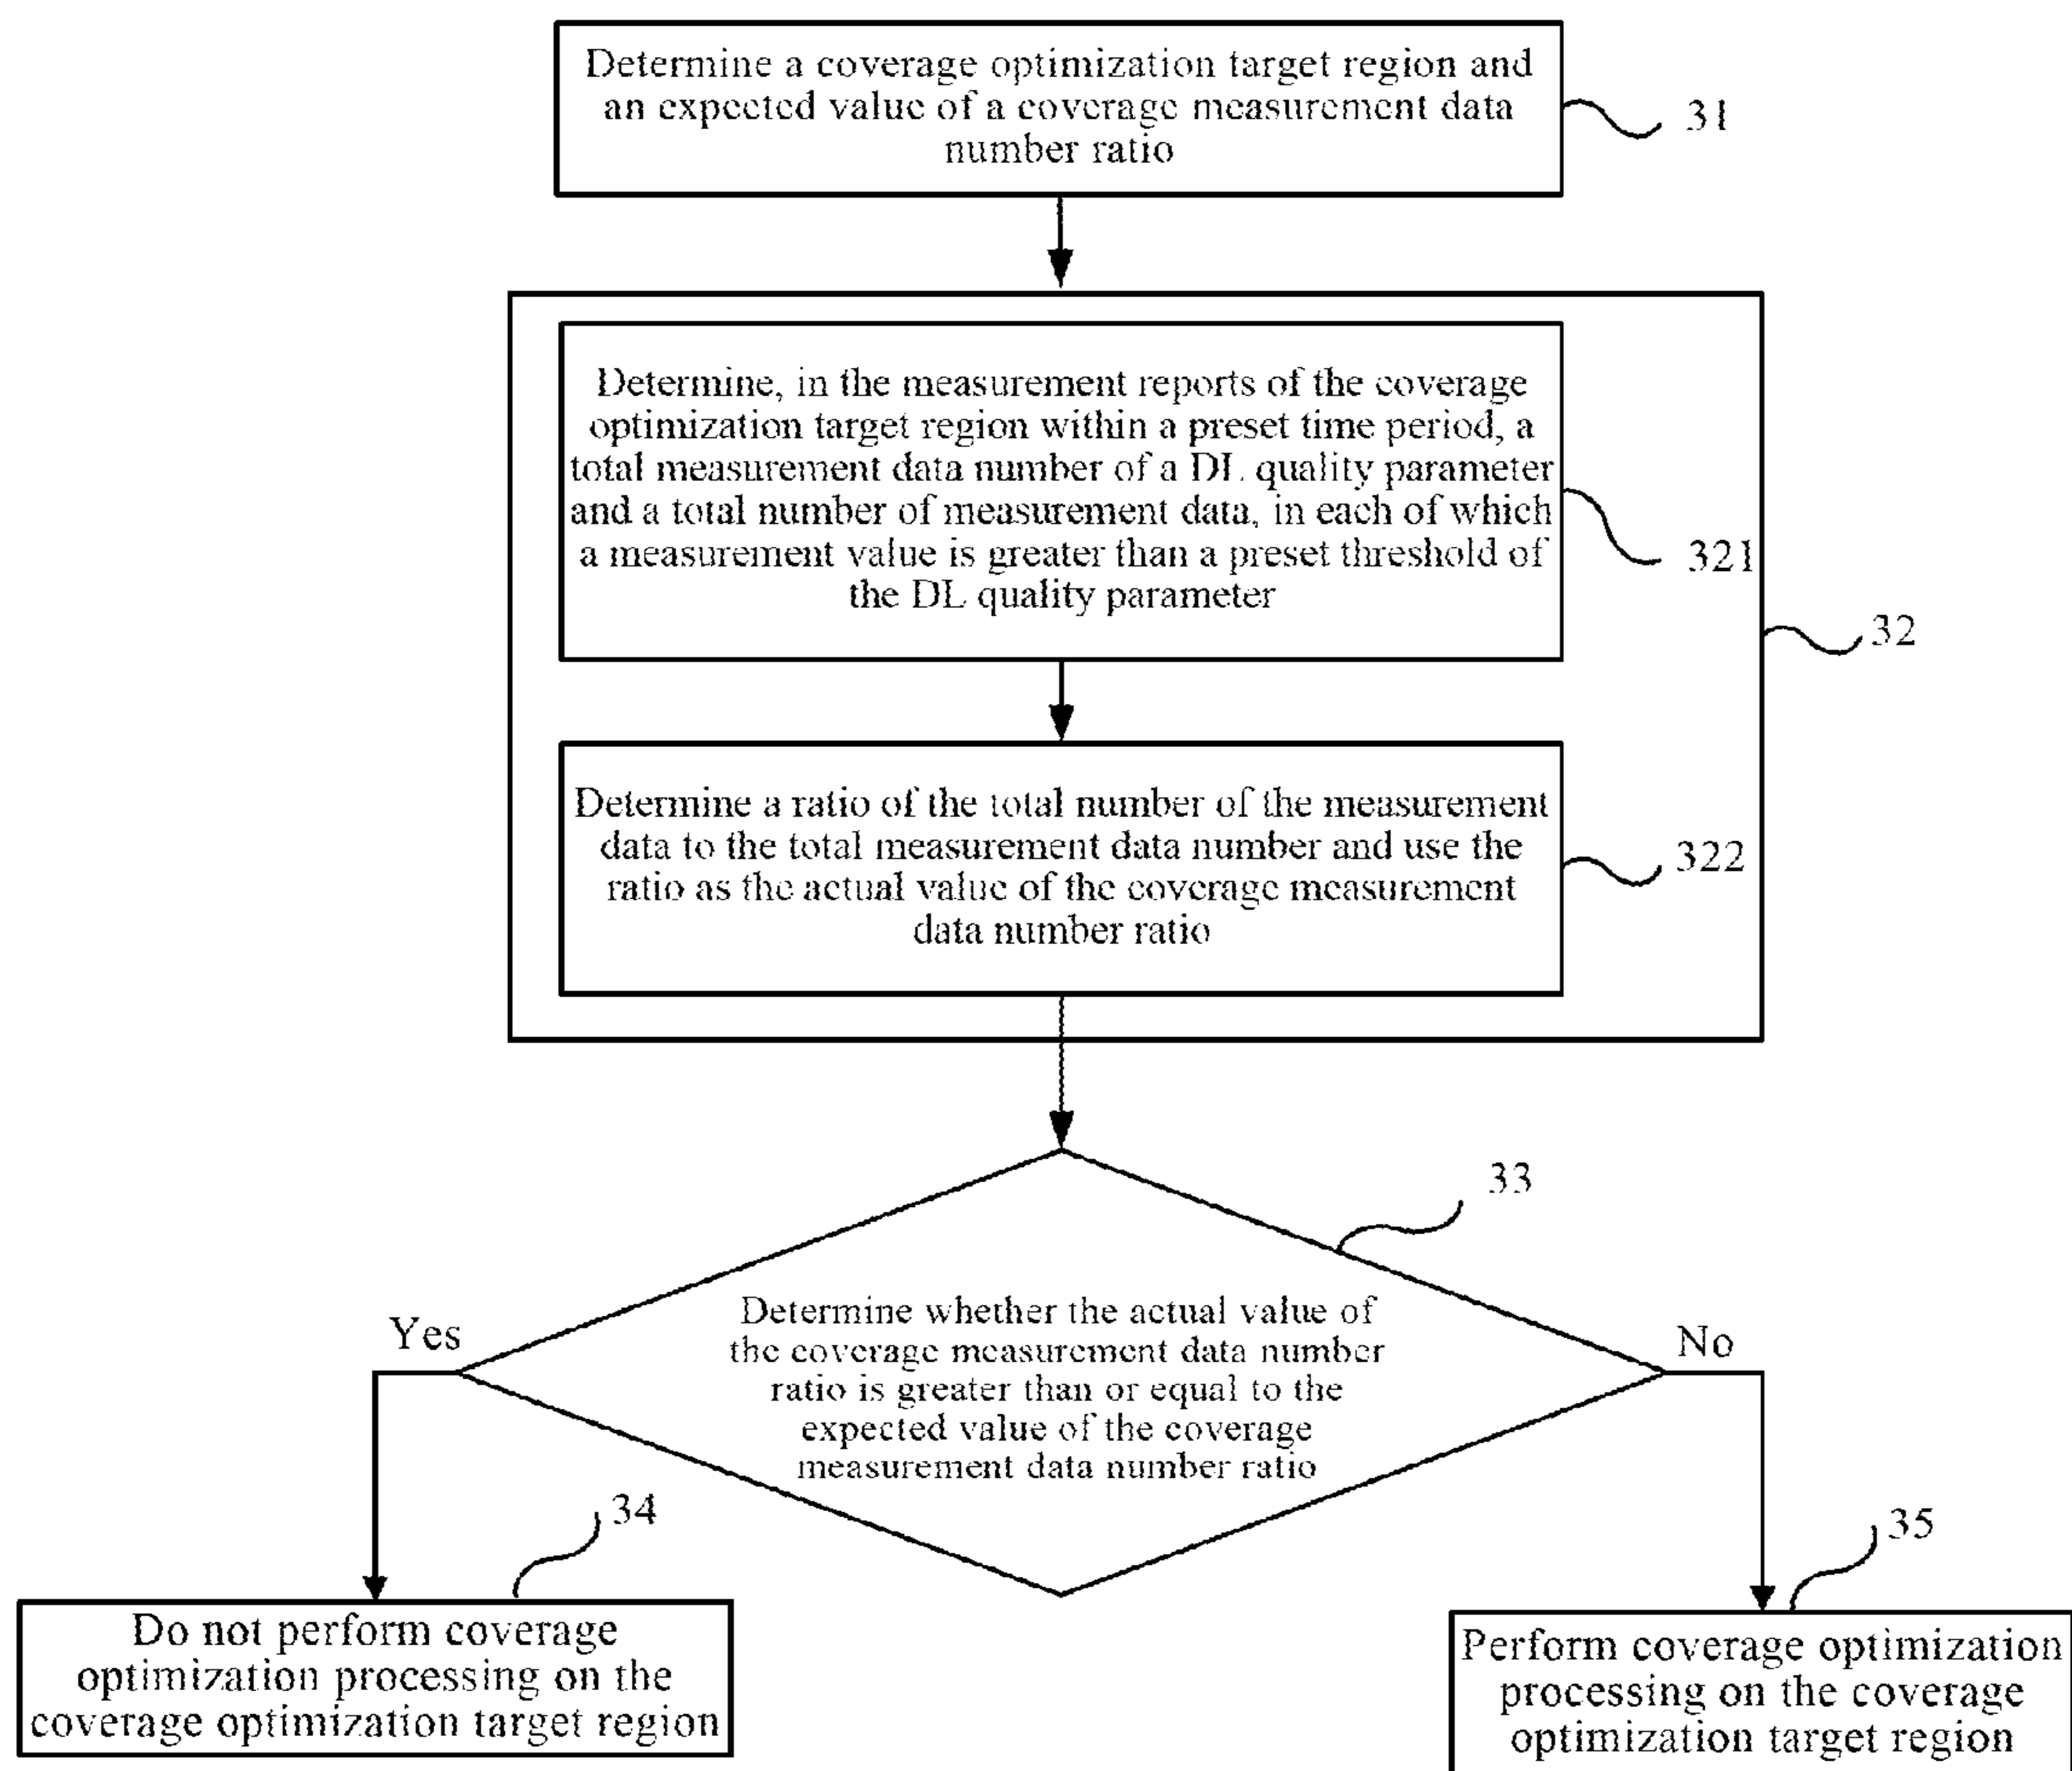 Determine a coverage optimization target region and
an expected value of a coverage measurement data
number ratio
31
Determine, in the measurement reports of the coverage
optimization target region within a preset time period, a
total measurement data number of a DL quality parameter
and a total number of measurement data, in each of which
a measurement value is greater than a preset threshold of
the DL quality parameter
321
32
Determine a ratio of the total number of the measurement
data to the total measurement data number and use the
ratio as the actual value of the coverage measurement
data number ratio
322
33
Determine whether the actual value of
the coverage measurement data number
ratio is greater than or equal to the
expected value of the coverage
measurement data number ratio
Yes
No
34
35
Do not perform coverage
optimization processing on the
coverage optimization target region
Perform coverage optimization
processing on the coverage
optimization target region